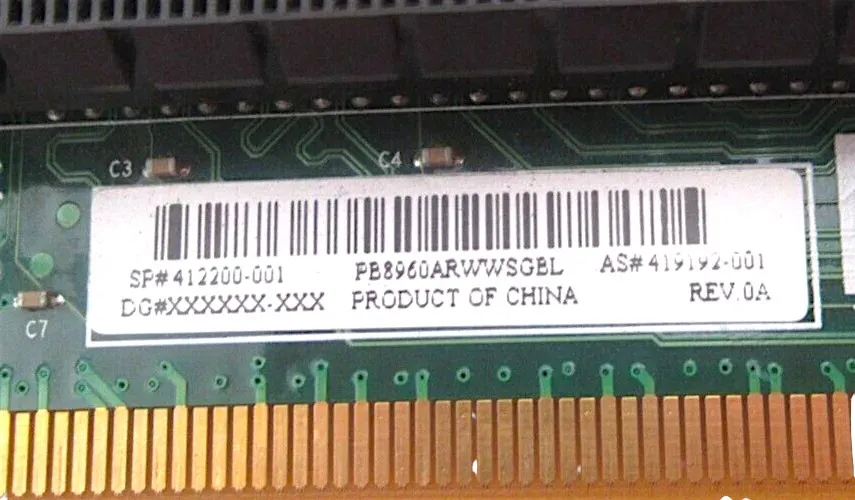 C3
C4
SP# 412200-001 PB8960ARWWSGBL AS# 419192-001
DG#XXXXXX-XXX PRODUCT OF CHINA REV.0A
C7